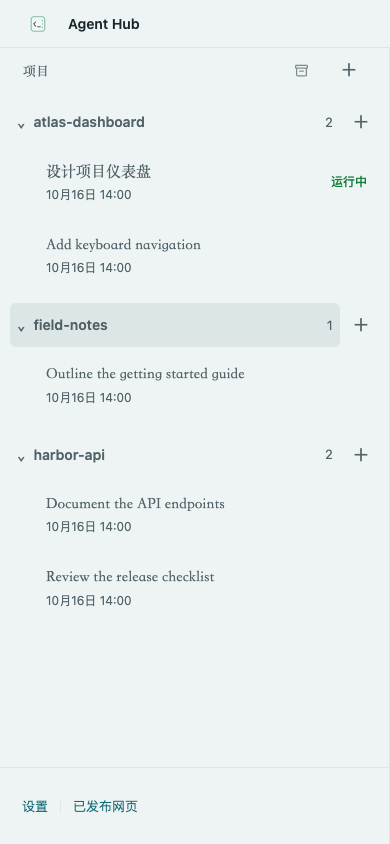 Agent Hub
项目
atlas-dashboard 2
设计项目仪表盘
运行中
10月16日 14:00
Add keyboard navigation
10月16日 14:00
field-notes 1
Outline the getting started guide
10月16日 14:00
harbor-api 2
Document the API endpoints
10月16日 14:00
Review the release checklist
10月16日 14:00
设置 已发布网页